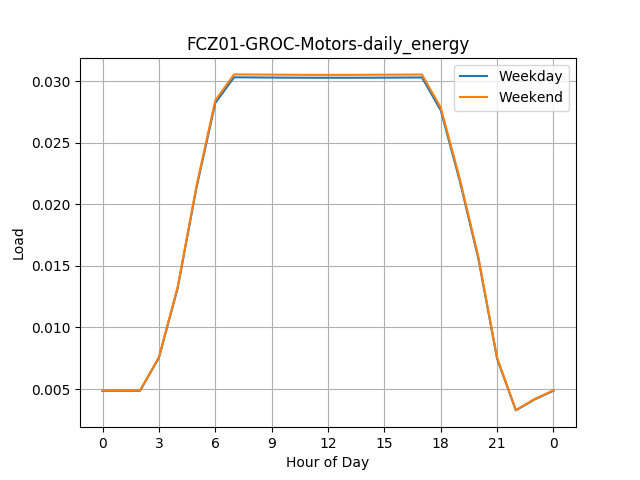 FCZ01-GROC-Motors-daily_energy
Weekday
Weekend
0.030
0.025
0.020
0.015
0.010
0.005
Load
0 3 6 9 12 15 18 21 0
Hour of Day